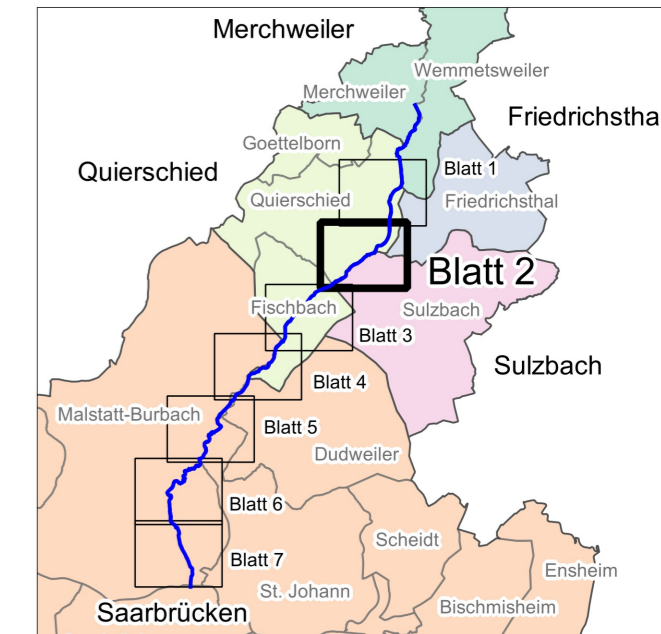 Merchweiler
Wemmetsweiler
Merchweiler
Friedrichstha
Goettelborn
Quierschied
Blatt 1
Quierschied
Friedrichsthal
Blatt 2
Fischbach
Sulzbach
Blatt 3
Sulzbach
Blatt 4
Malstatt-Burbach
Blatt 5
Dudweiler
Blatt 6
Scheidt
Blatt 7
Ensheim
St. Johann
Bischmisheim
Saarbrücken